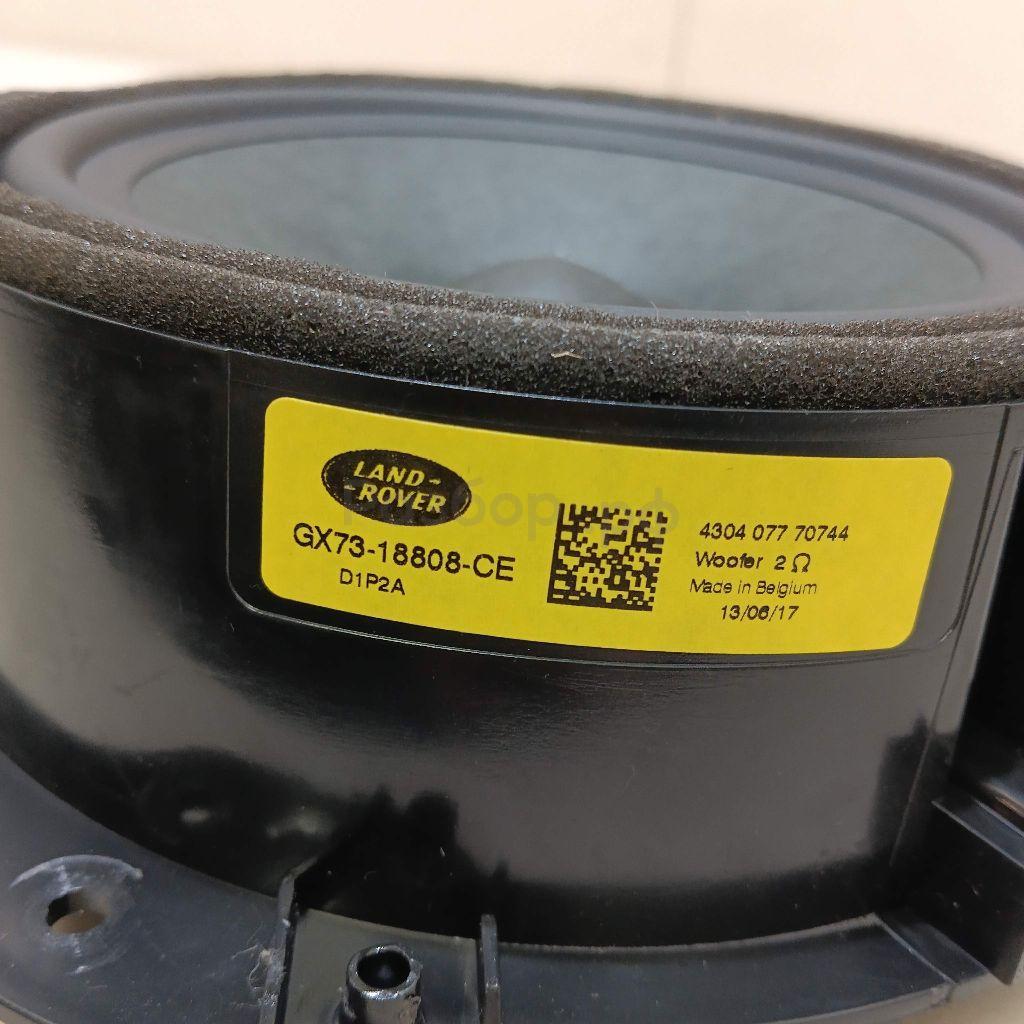 LAND-
-ROVER
GX73-18808-CE
D1P2A
4304 077 70744
Woofer 2 Ω
Made in Belgium
13/06/17